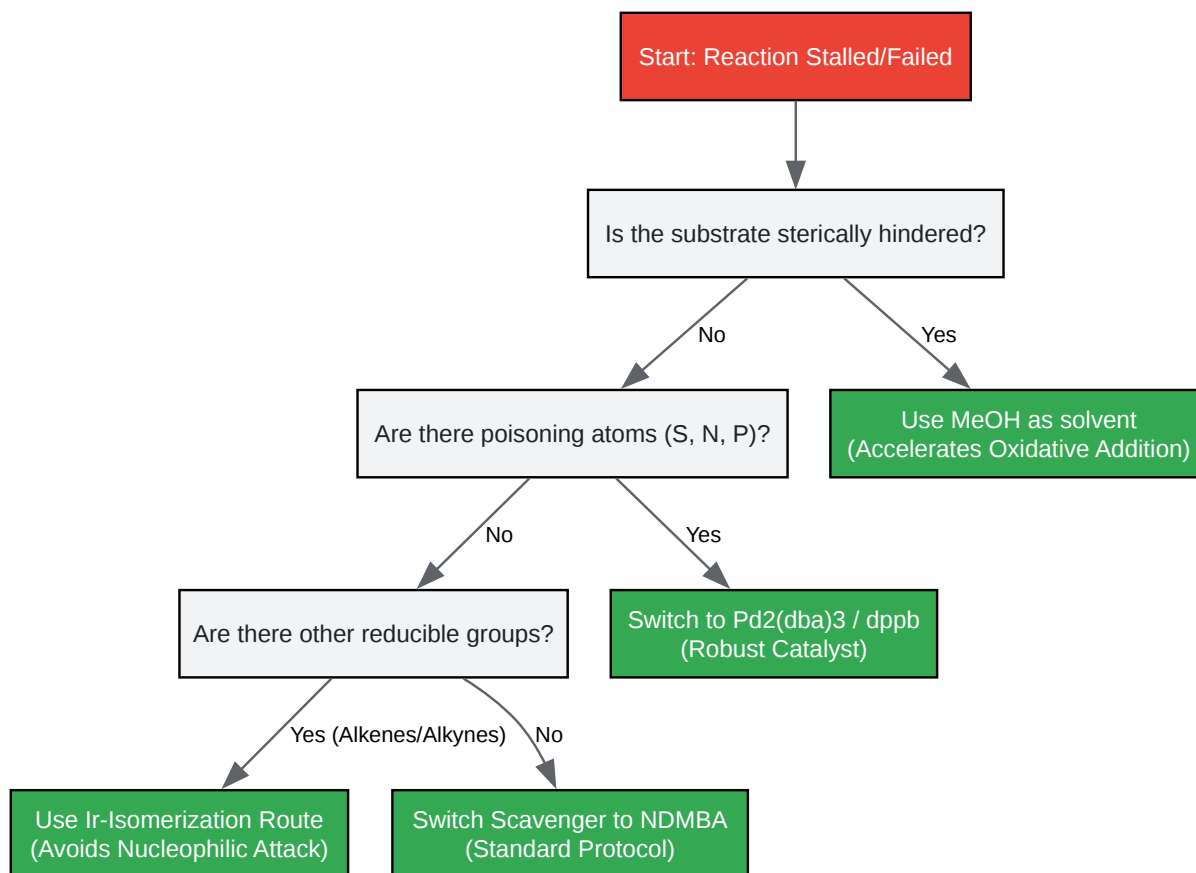 Start: Reaction Stalled/Failed
Is the substrate sterically hindered?
No
Yes
Are there poisoning atoms (S, N, P)?
Use MeOH as solvent
(Accelerates Oxidative Addition)
No
Yes
Are there other reducible groups?
Switch to Pd2(dba)3 / dppb
(Robust Catalyst)
Yes (Alkenes/Alkynes)
No
Use Ir-Isomerization Route
(Avoids Nucleophilic Attack)
Switch Scavenger to NDMBA
(Standard Protocol)